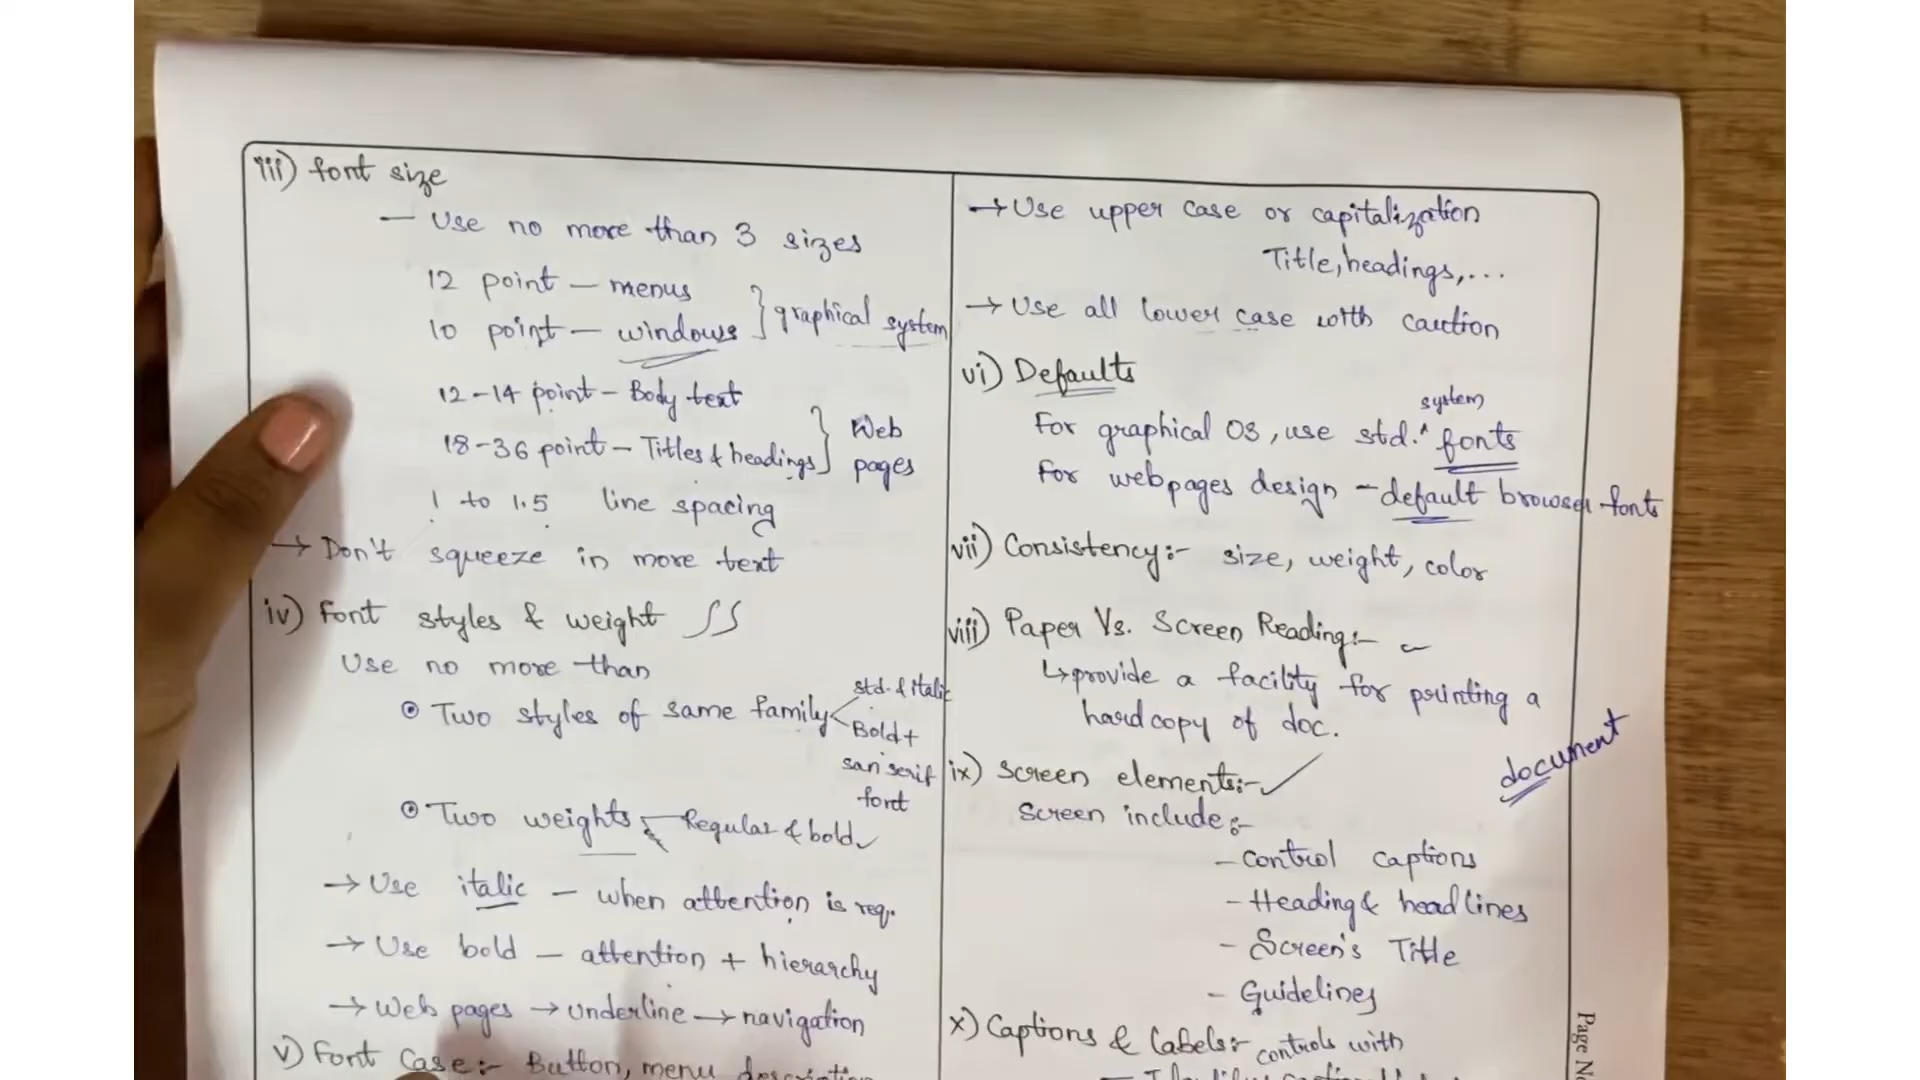 iii) font size
— Use no more than 3 sizes
12 point — menus
10 point — windows } graphical system
12-14 point — Body text
18-36 point — Titles & headings } Web pages
1 to 1.5 line spacing
→ Don't squeeze in more text
iv) Font styles & weight
Use no more than
⊙ Two styles of same family < std. & italic
Bold +
san serif
font
⊙ Two weights Regular & bold ✓
→ Use italic — when attention is req.
→ Use bold — attention + hierarchy
→ Web pages → underline → navigation
v) Font Case:- Button, menu description
→ Use upper case or capitalization
Title, headings,...
→ Use all lower case with caution
vi) Defaults
For graphical OS, use std. ^ system fonts
For webpages design - default browser fonts
vii) Consistency:- size, weight, color
viii) Paper Vs. Screen Reading:-
↳ provide a facility for printing a
hardcopy of doc.
document
ix) Screen elements:- ✓
Screen include:-
- Control captions
- Heading & headlines
- Screen's Title
- Guidelines
x) Captions & Labels:- controls with
Page